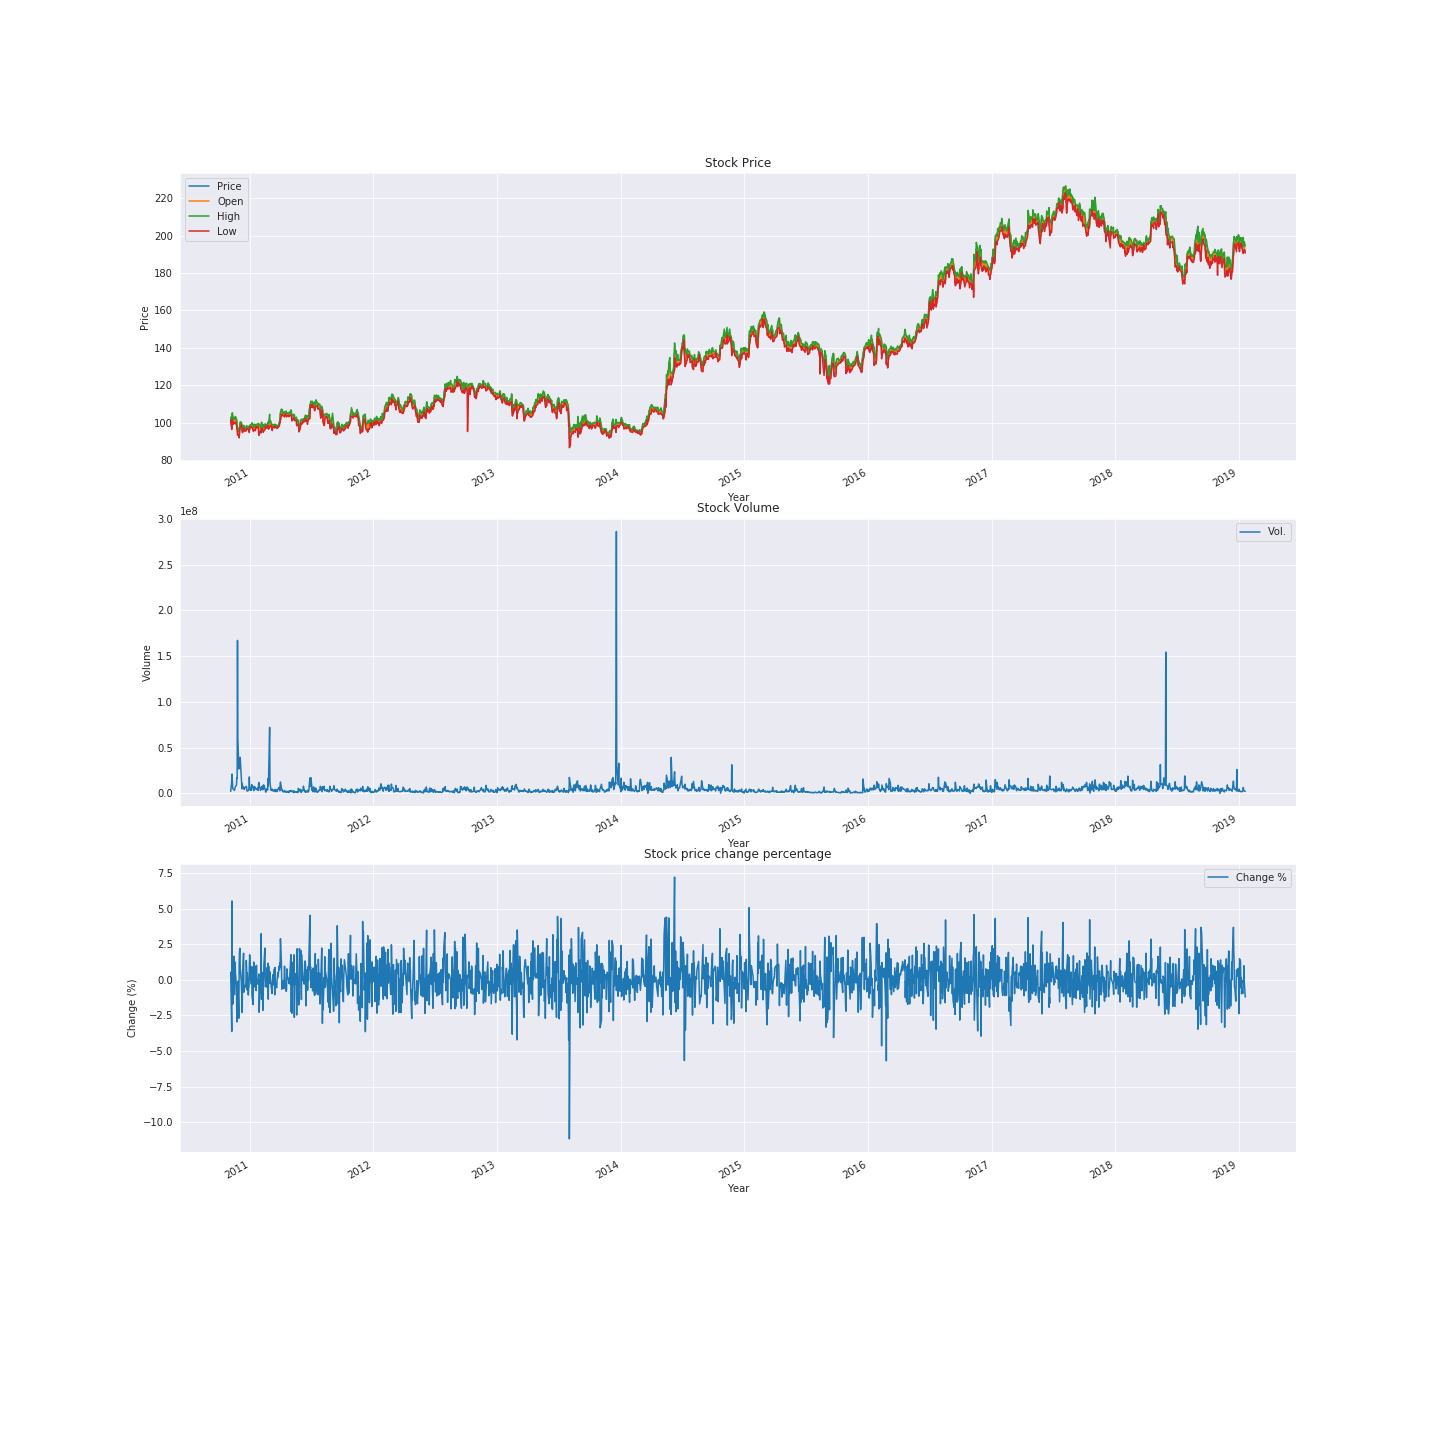 Stock Price
Price
Open
High
Low
220
200
180
160
140
120
100
80
Price
2011 2012 2013 2014 2015 2016 2017 2018 2019
Year
Stock Volume
1e8
Vol.
3.0
2.5
2.0
1.5
1.0
0.5
0.0
Volume
2011 2012 2013 2014 2015 2016 2017 2018 2019
Year
Stock price change percentage
Change %
7.5
5.0
2.5
0.0
−2.5
−5.0
−7.5
−10.0
Change (%)
2011 2012 2013 2014 2015 2016 2017 2018 2019
Year